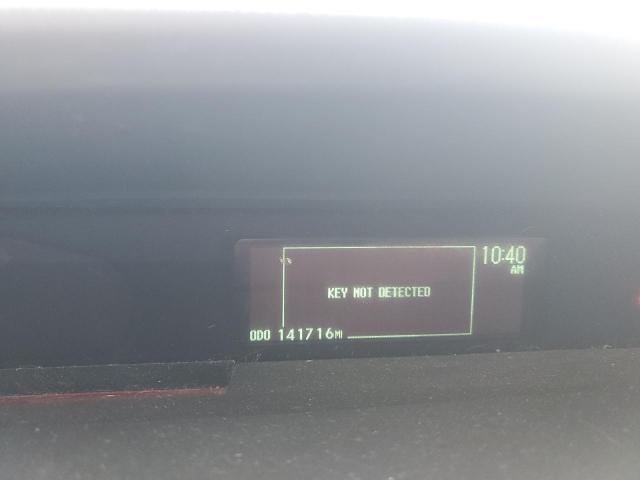 10:40
AM
KEY NOT DETECTED
ODO 141716MI